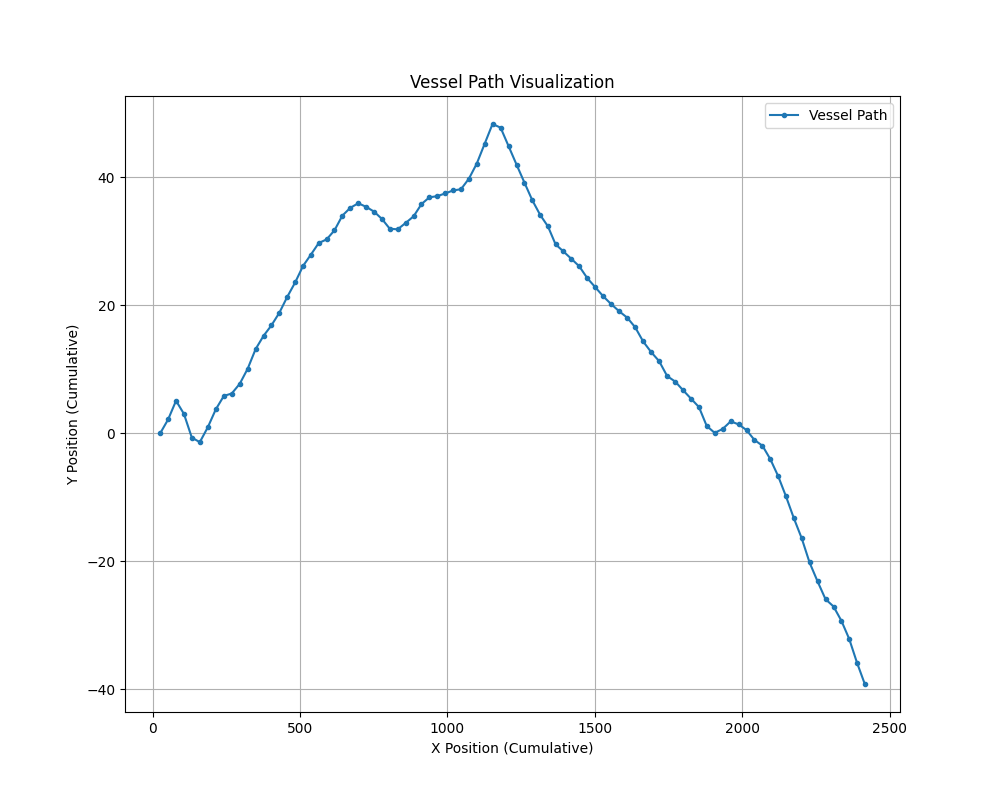 Vessel Path Visualization
Vessel Path
Y Position (Cumulative)
40
20
0
−20
−40
0 500 1000 1500 2000 2500
X Position (Cumulative)